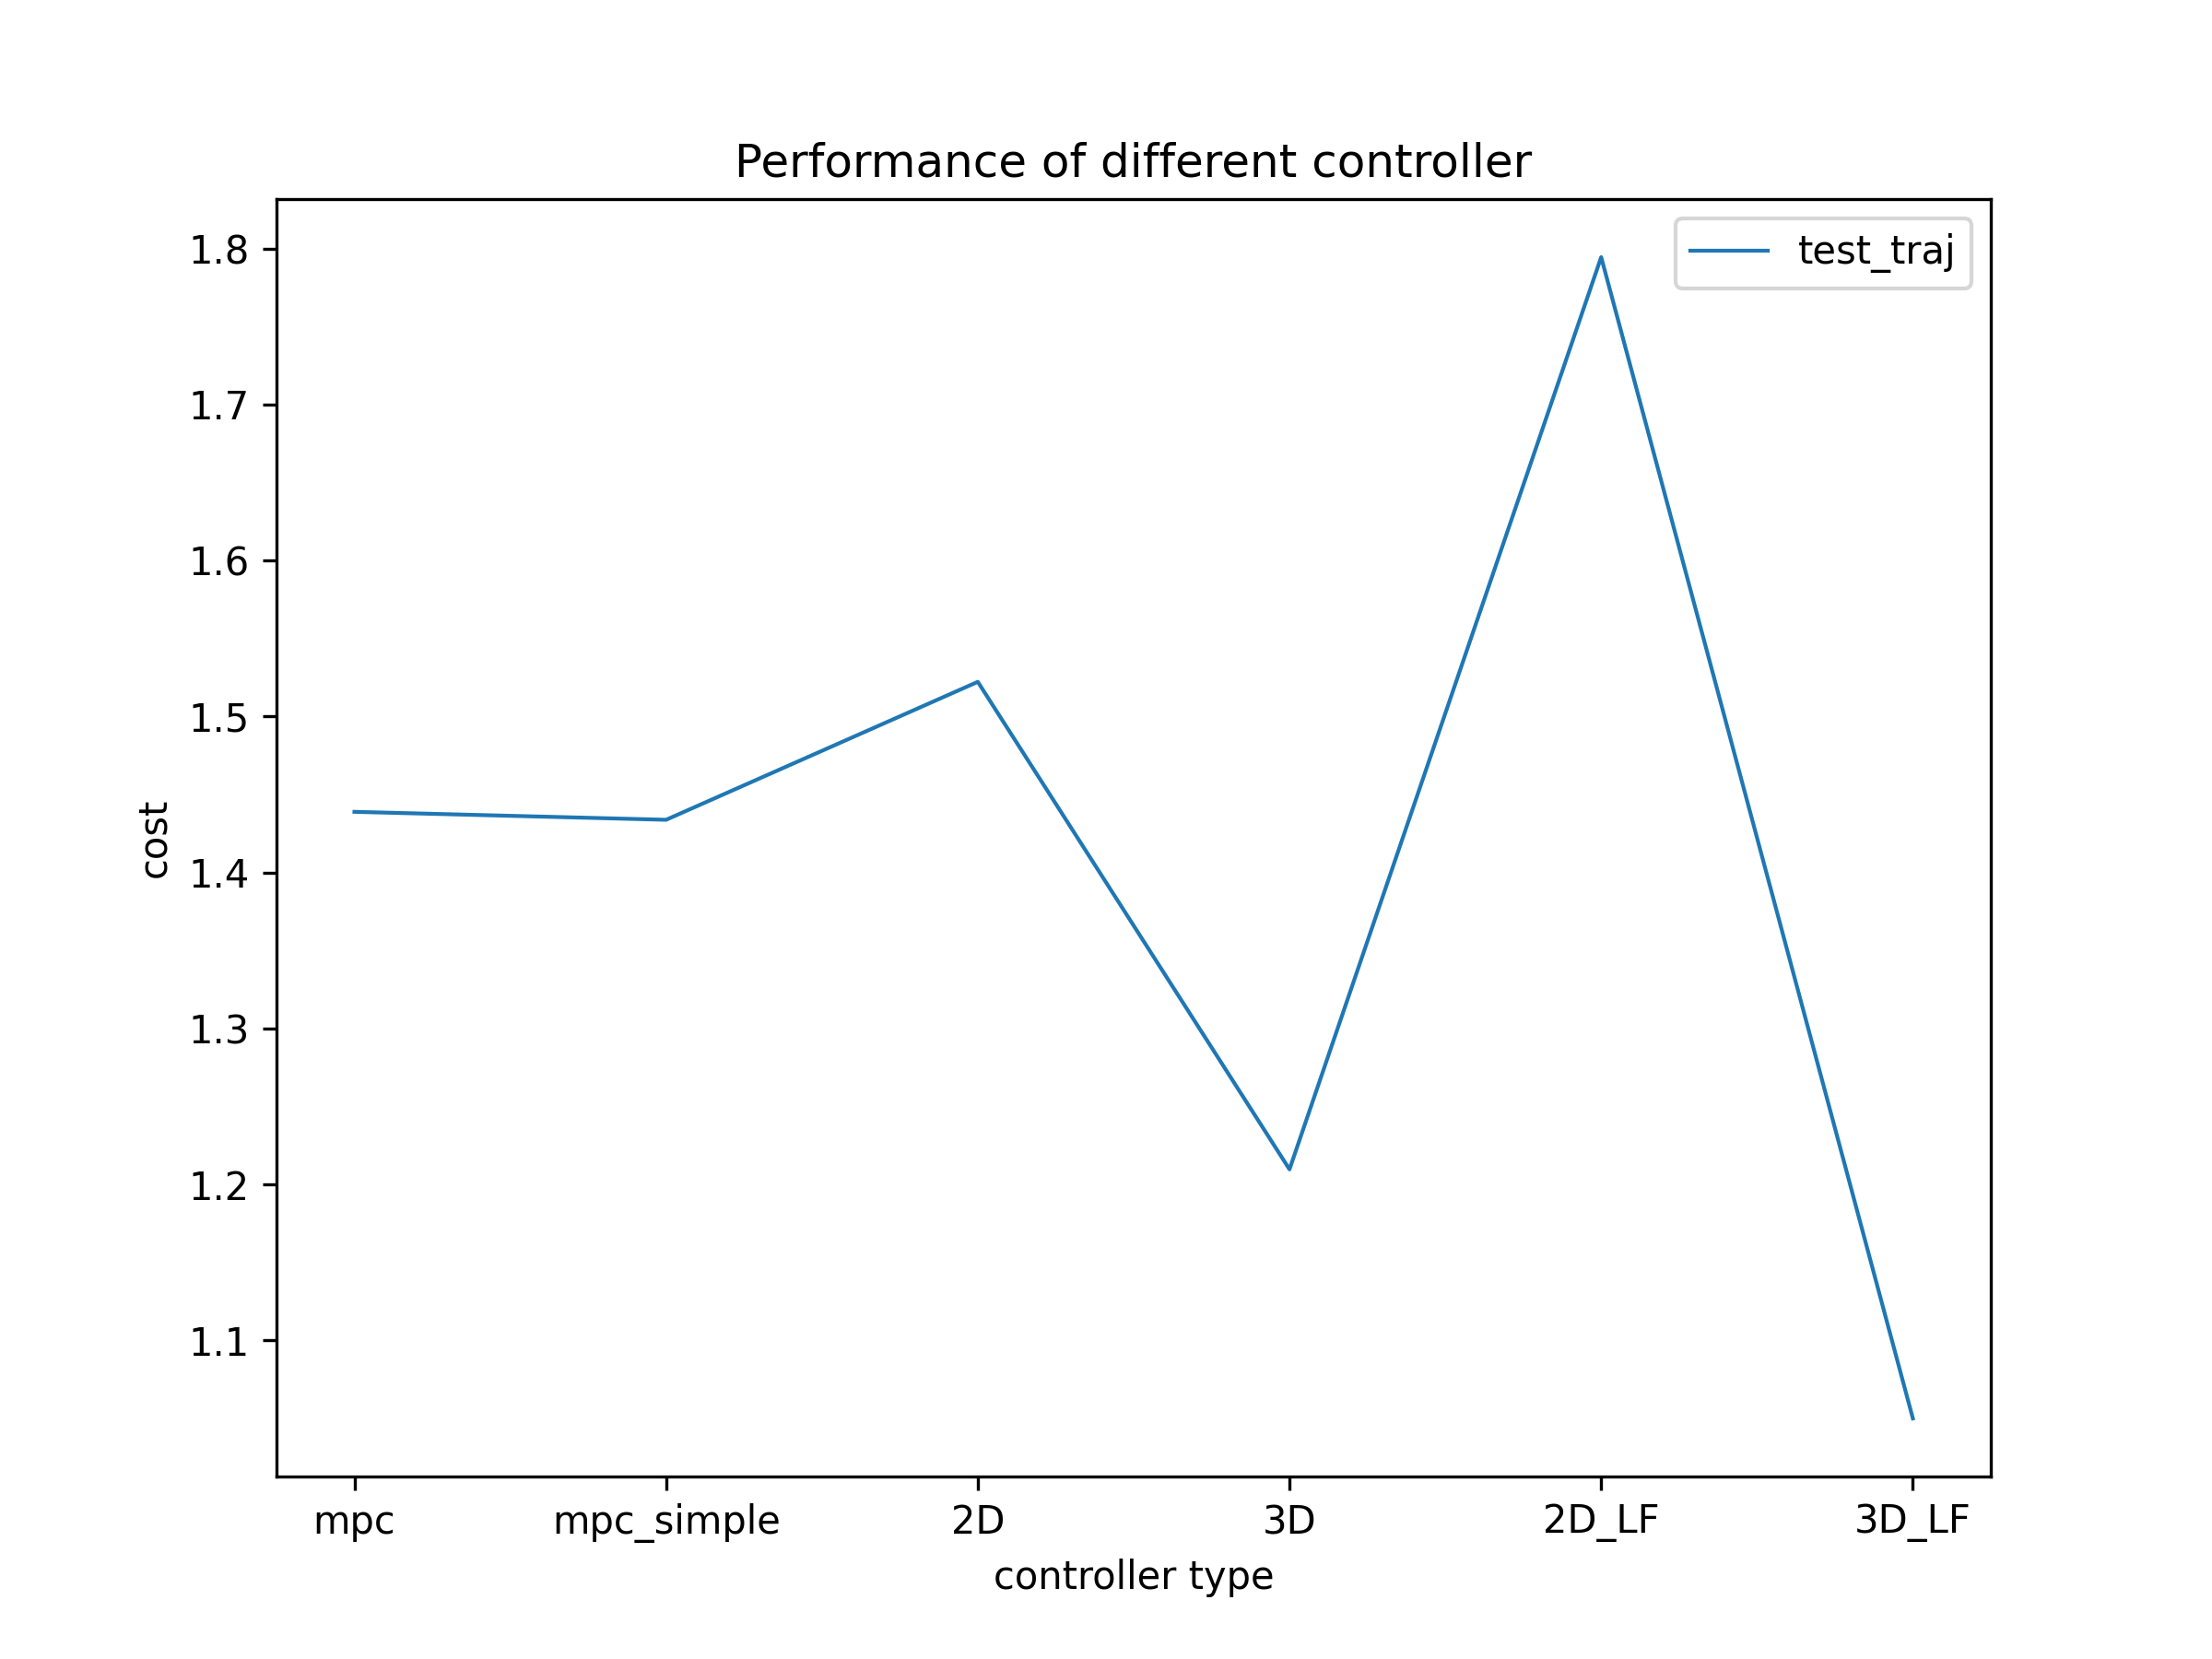 Performance of different controller
test_traj
1.8
1.7
1.6
1.5
1.4
1.3
1.2
1.1
cost
mpc mpc_simple 2D 3D 2D_LF 3D_LF
controller type